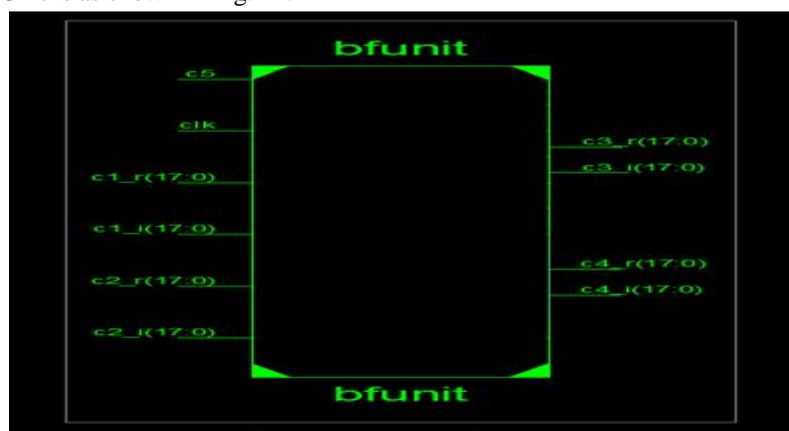 bfunit
c5
clk
c1_r(17:0)
c1_i(17:0)
c2_r(17:0)
c2_i(17:0)
c3_r(17:0)
c3_i(17:0)
c4_r(17:0)
c4_i(17:0)
bfunit